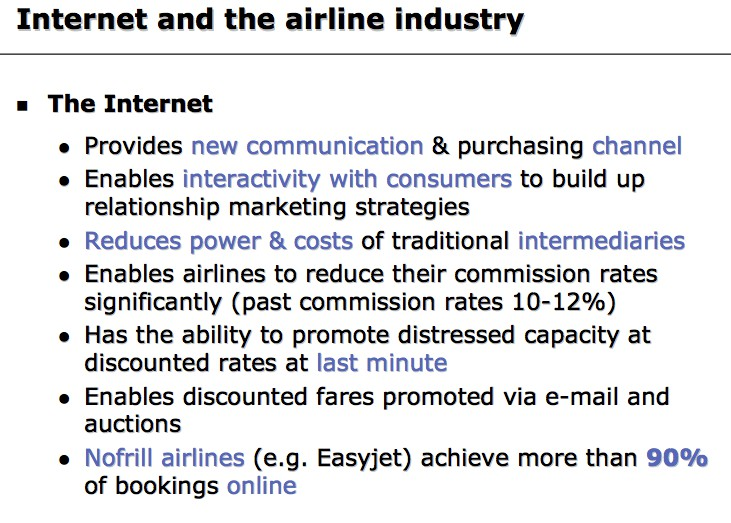 Internet and the airline industry
The Internet
Provides new communication & purchasing channel
Enables interactivity with consumers to build up
relationship marketing strategies
Reduces power & costs of traditional intermediaries
Enables airlines to reduce their commission rates
significantly (past commission rates 10-12%)
Has the ability to promote distressed capacity at
discounted rates at last minute
Enables discounted fares promoted via e-mail and
auctions
Nofrill airlines (e.g. Easyjet) achieve more than 90%
of bookings online